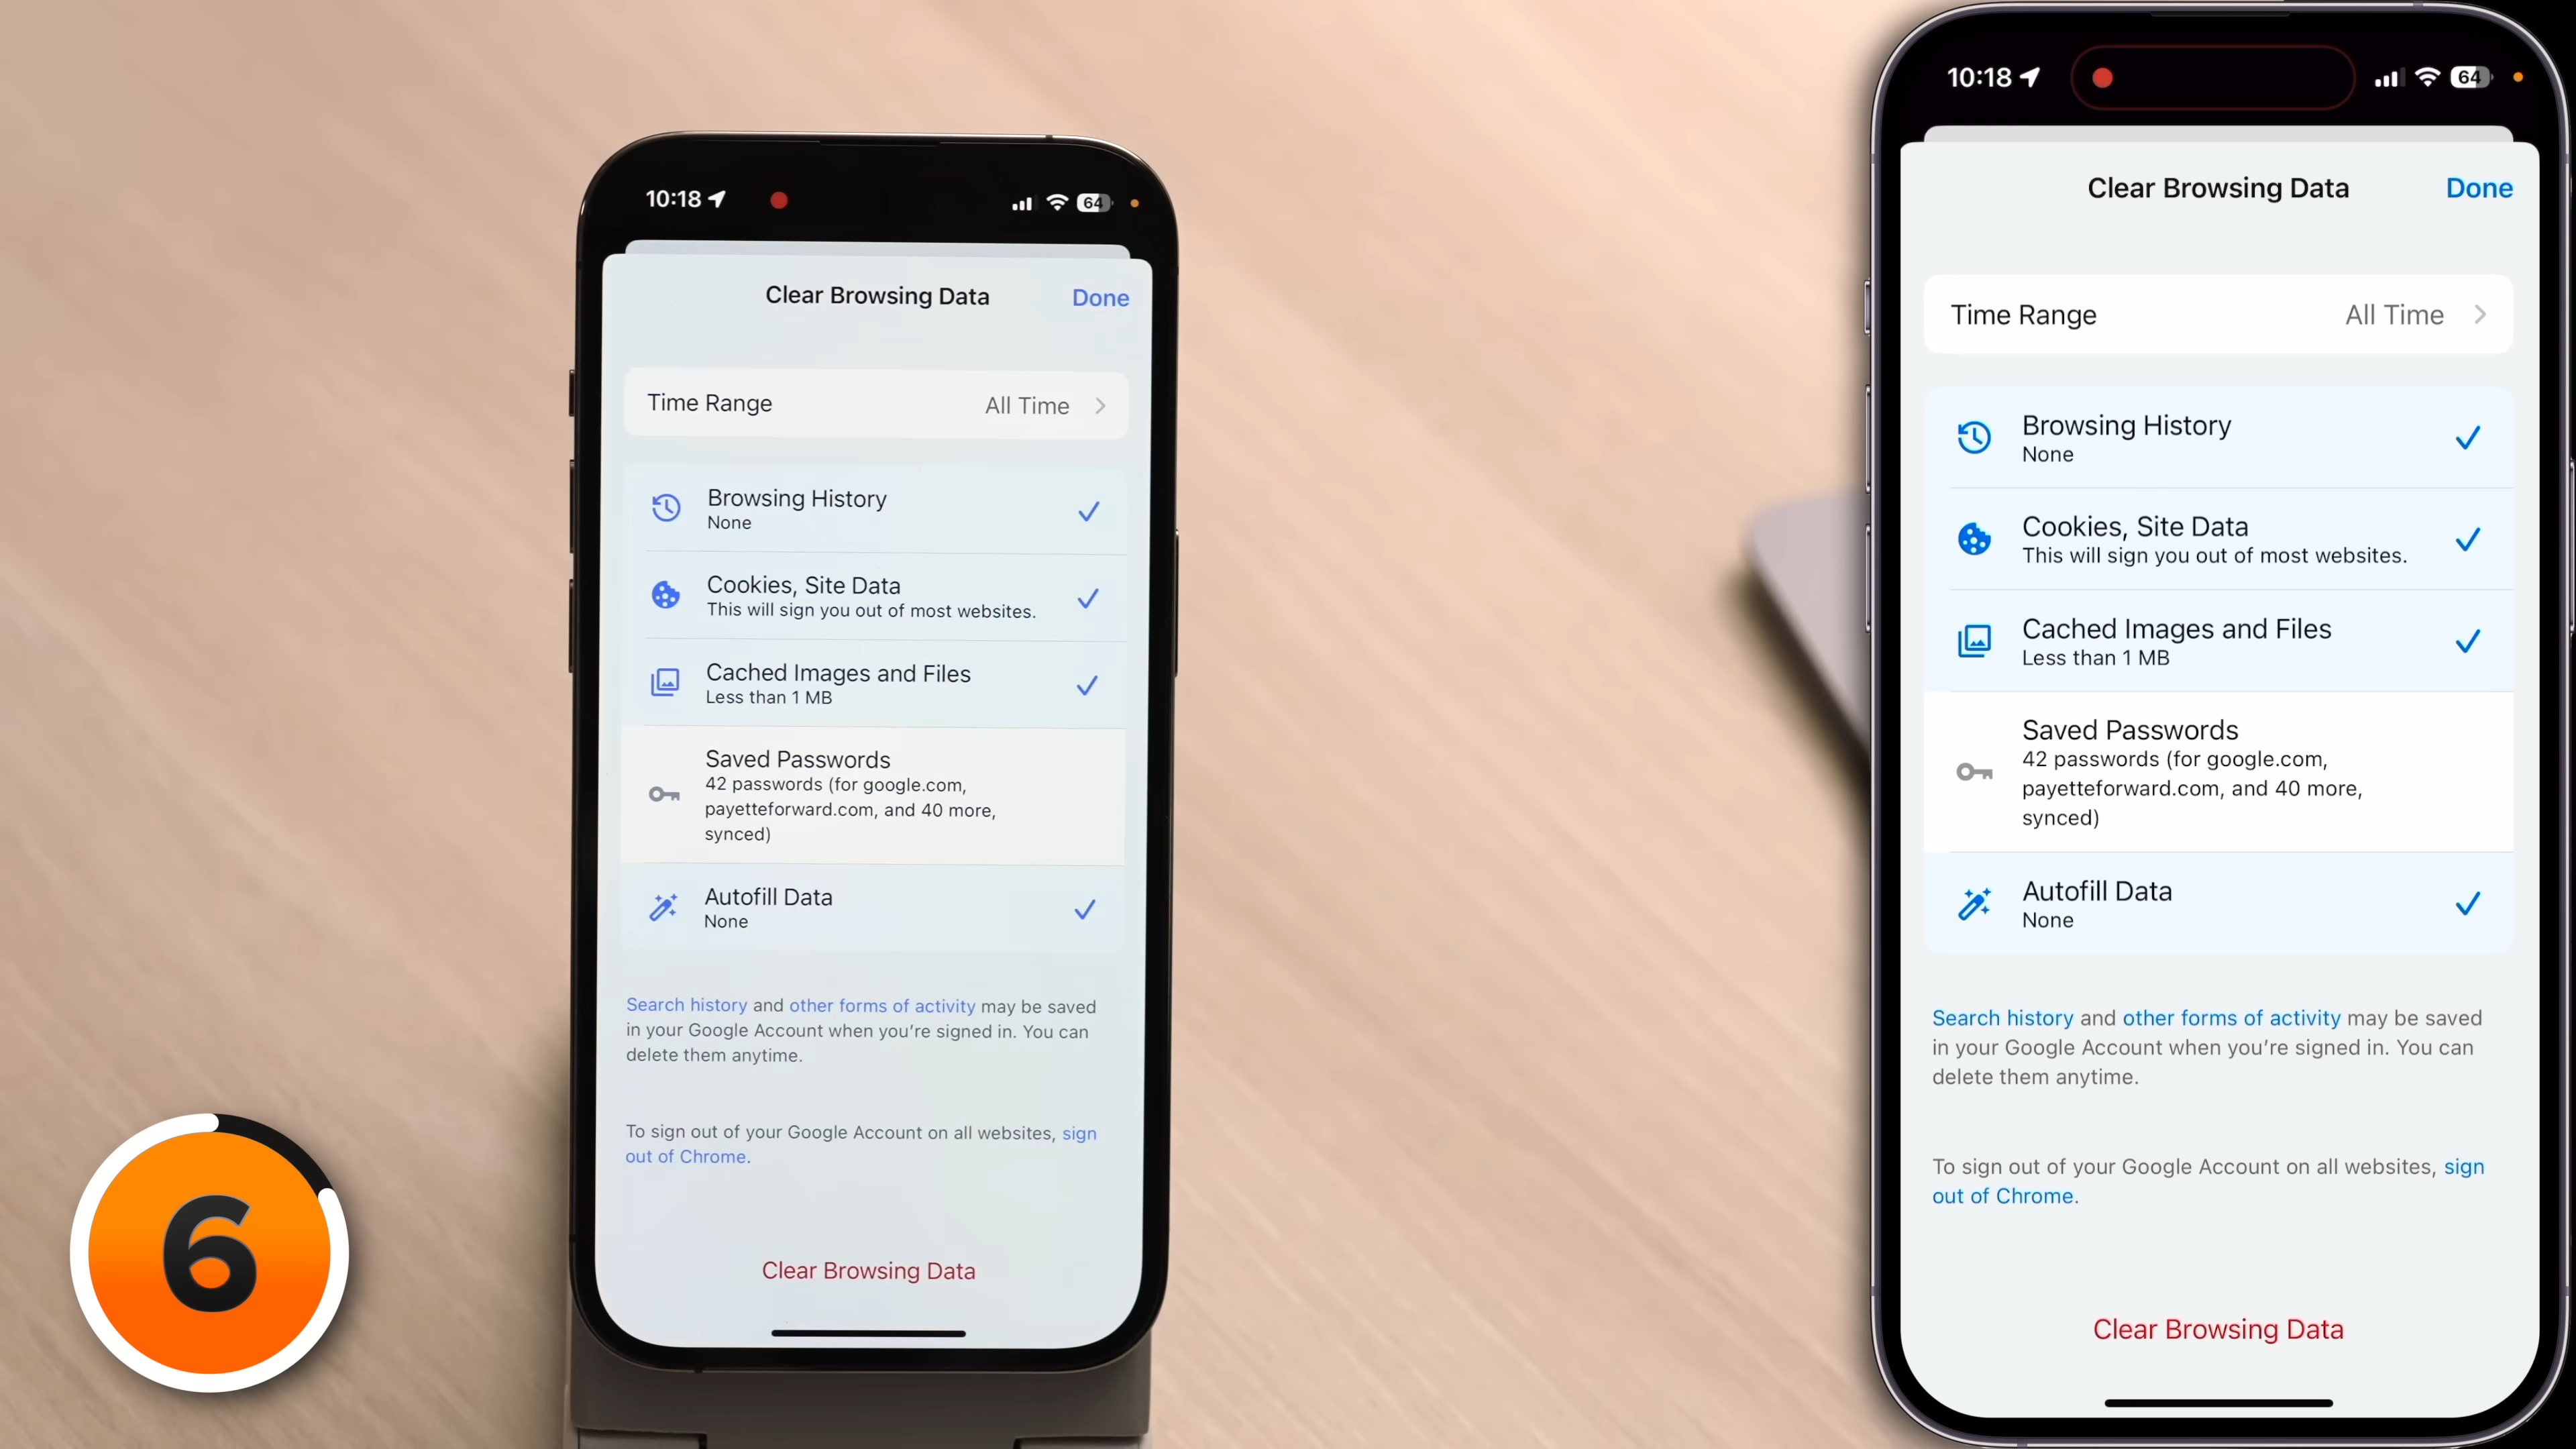 10:18
64
Clear Browsing Data
Done
Time Range
All Time
Browsing History
None
Cookies, Site Data
This will sign you out of most websites.
Cached Images and Files
Less than 1 MB
Saved Passwords
42 passwords (for google.com,
payetteforward.com, and 40 more,
synced)
Autofill Data
None
Search history and other forms of activity may be saved
in your Google Account when you’re signed in. You can
delete them anytime.
To sign out of your Google Account on all websites, sign
out of Chrome.
Clear Browsing Data
6
10:18
64
Clear Browsing Data
Done
Time Range
All Time
Browsing History
None
Cookies, Site Data
This will sign you out of most websites.
Cached Images and Files
Less than 1 MB
Saved Passwords
42 passwords (for google.com,
payetteforward.com, and 40 more,
synced)
Autofill Data
None
Search history and other forms of activity may be saved
in your Google Account when you’re signed in. You can
delete them anytime.
To sign out of your Google Account on all websites, sign
out of Chrome.
Clear Browsing Data